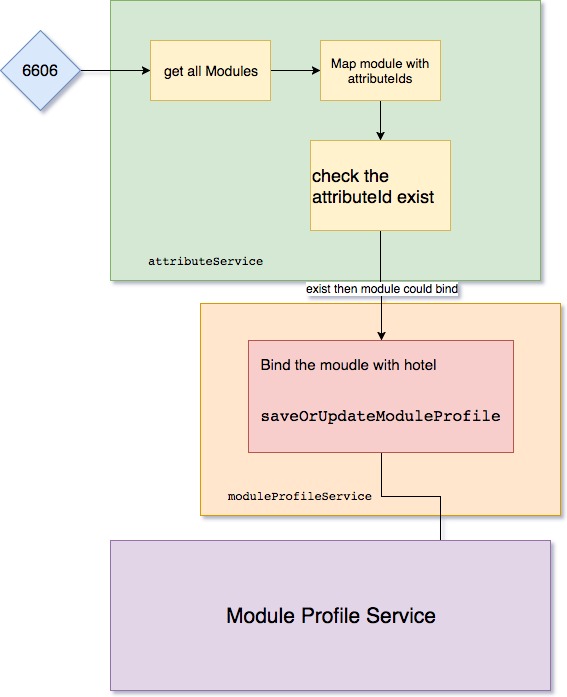 6606
get all Modules
Map module with
attributeIds
check the
attributeId exist
attributeService
exist then module could bind
Bind the moudle with hotel
saveOrUpdateModuleProfile
moduleProfileService
Module Profile Service